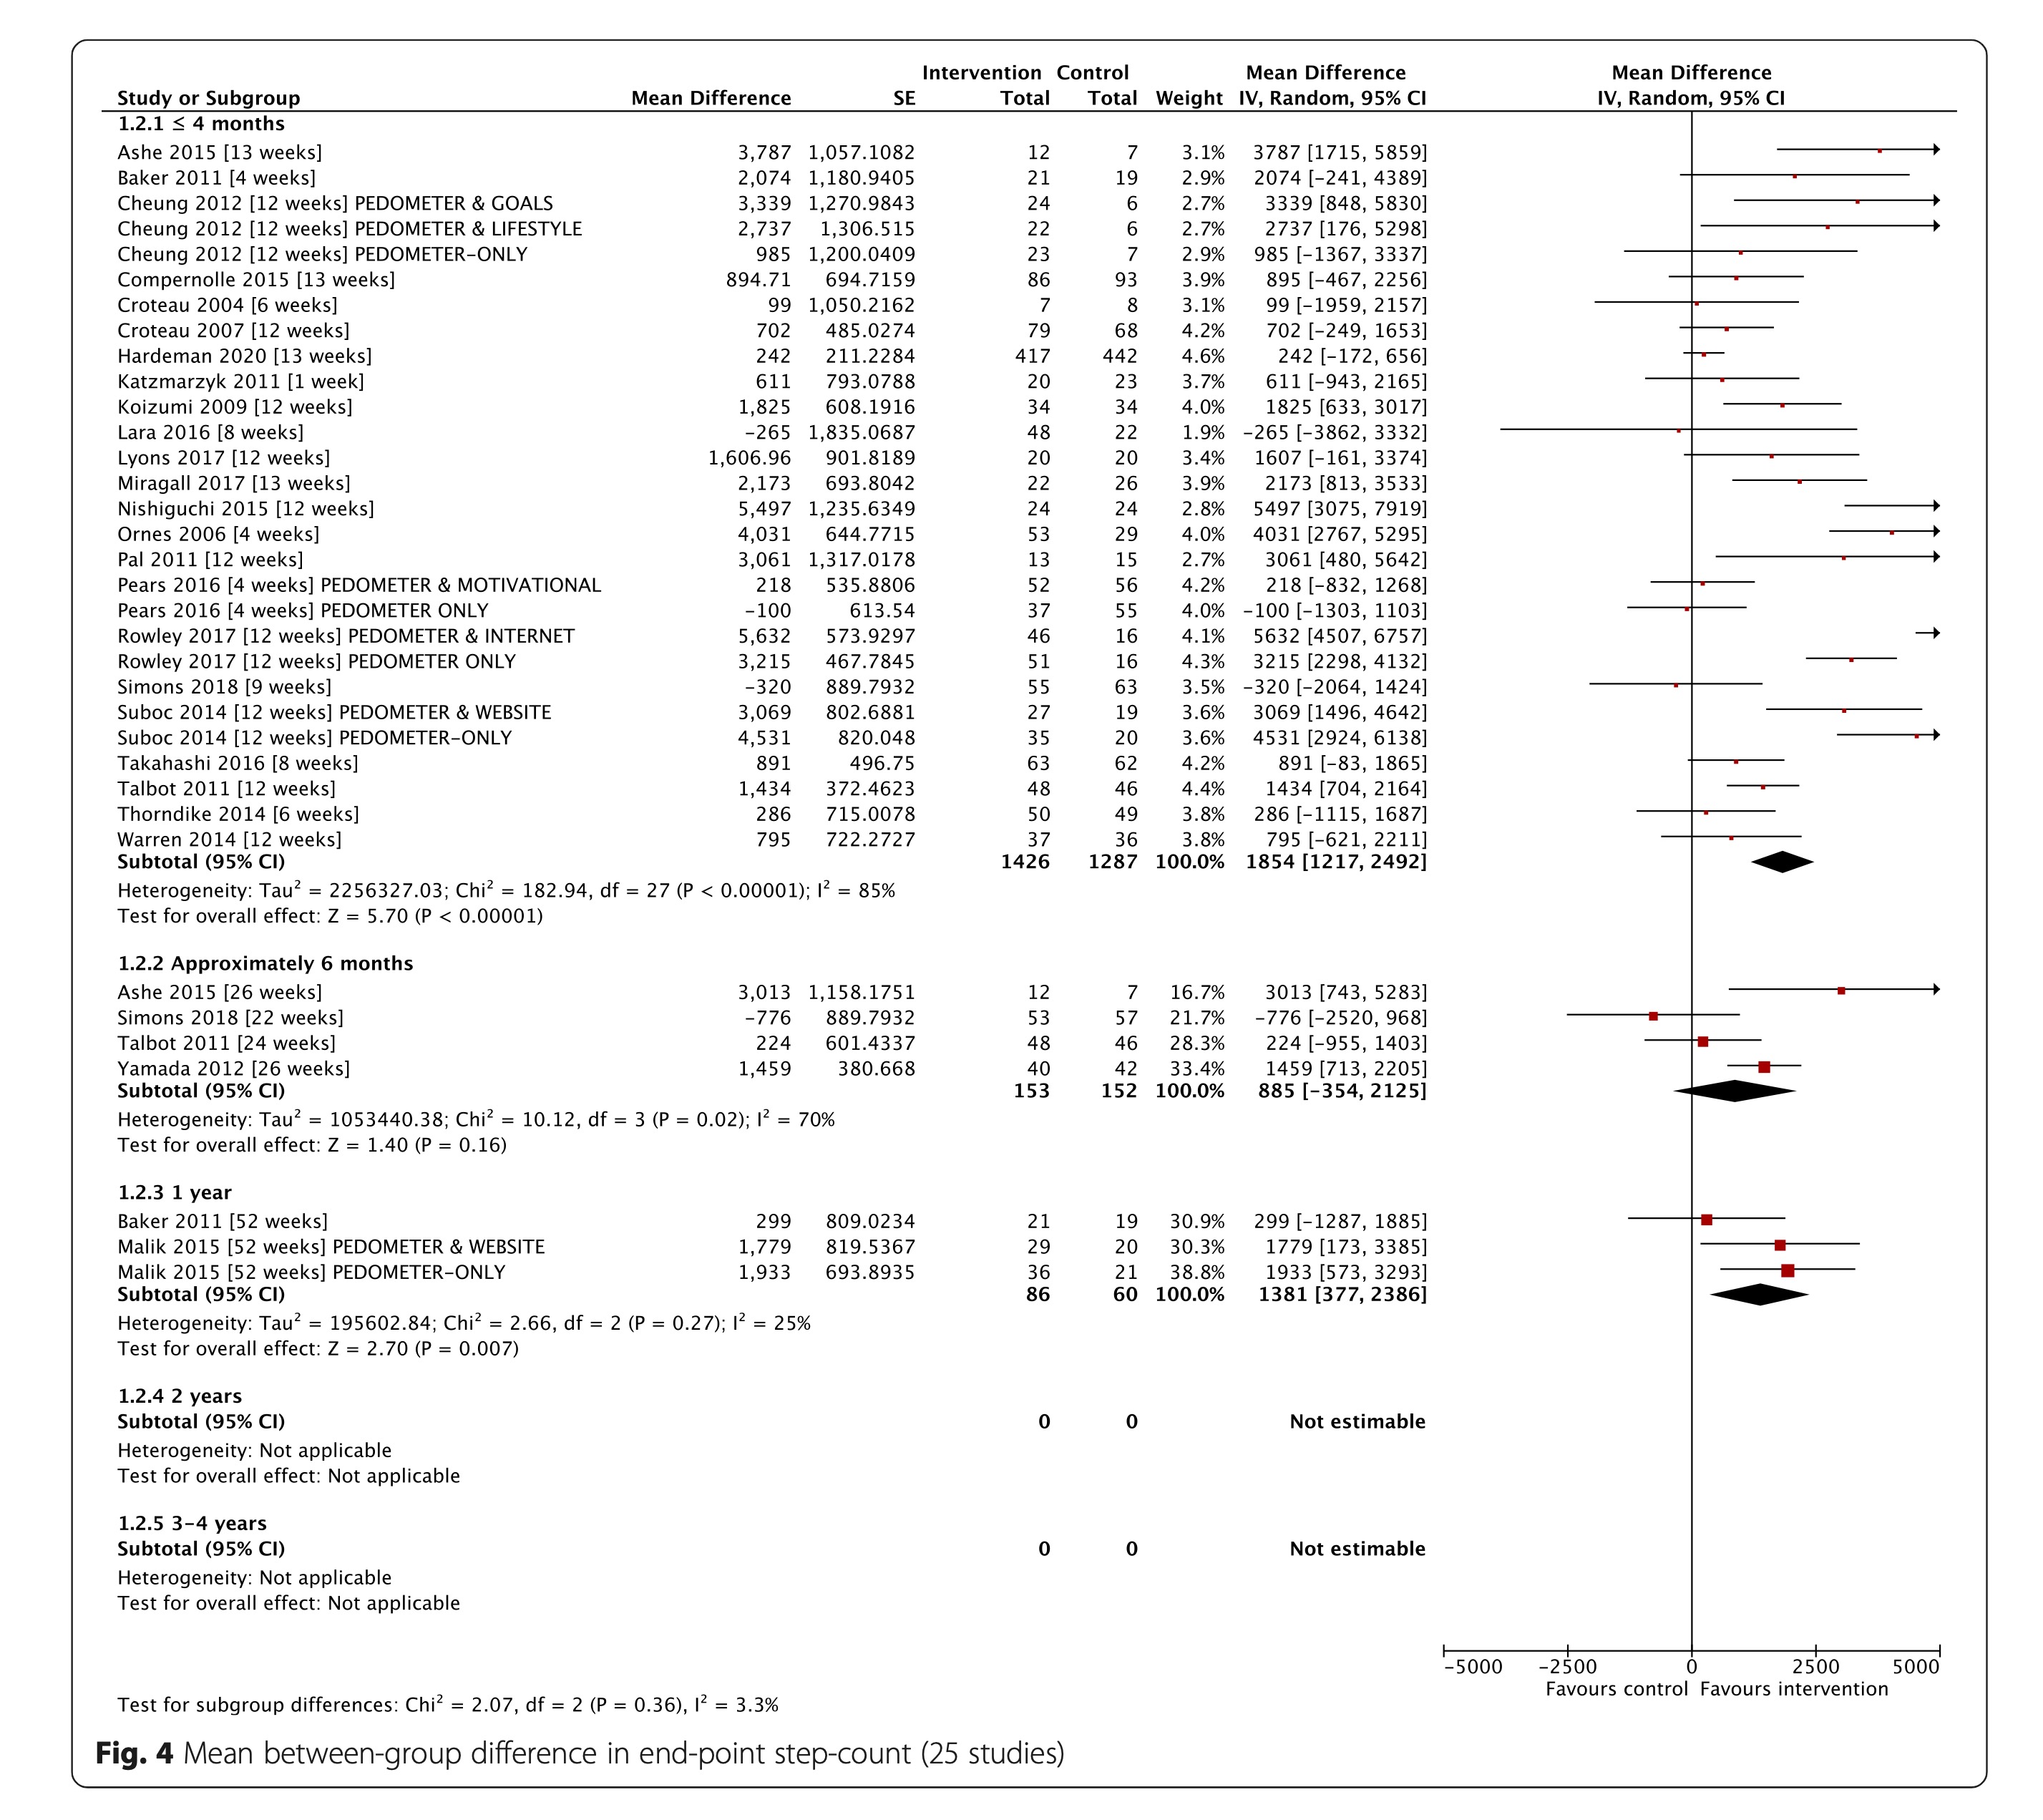 Intervention Control Mean Difference Mean Difference
Study or Subgroup Mean Difference SE Total Total Weight IV, Random, 95% CI IV, Random, 95% CI
1.2.1 ≤ 4 months
Ashe 2015 [13 weeks] 3,787 1,057.1082 12 7 3.1% 3787 [1715, 5859]
Baker 2011 [4 weeks] 2,074 1,180.9405 21 19 2.9% 2074 [−241, 4389]
Cheung 2012 [12 weeks] PEDOMETER & GOALS 3,339 1,270.9843 24 6 2.7% 3339 [848, 5830]
Cheung 2012 [12 weeks] PEDOMETER & LIFESTYLE 2,737 1,306.515 22 6 2.7% 2737 [176, 5298]
Cheung 2012 [12 weeks] PEDOMETER−ONLY 985 1,200.0409 23 7 2.9% 985 [−1367, 3337]
Compernolle 2015 [13 weeks] 894.71 694.7159 86 93 3.9% 895 [−467, 2256]
Croteau 2004 [6 weeks] 99 1,050.2162 7 8 3.1% 99 [−1959, 2157]
Croteau 2007 [12 weeks] 702 485.0274 79 68 4.2% 702 [−249, 1653]
Hardeman 2020 [13 weeks] 242 211.2284 417 442 4.6% 242 [−172, 656]
Katzmarzyk 2011 [1 week] 611 793.0788 20 23 3.7% 611 [−943, 2165]
Koizumi 2009 [12 weeks] 1,825 608.1916 34 34 4.0% 1825 [633, 3017]
Lara 2016 [8 weeks] −265 1,835.0687 48 22 1.9% −265 [−3862, 3332]
Lyons 2017 [12 weeks] 1,606.96 901.8189 20 20 3.4% 1607 [−161, 3374]
Miragall 2017 [13 weeks] 2,173 693.8042 22 26 3.9% 2173 [813, 3533]
Nishiguchi 2015 [12 weeks] 5,497 1,235.6349 24 24 2.8% 5497 [3075, 7919]
Ornes 2006 [4 weeks] 4,031 644.7715 53 29 4.0% 4031 [2767, 5295]
Pal 2011 [12 weeks] 3,061 1,317.0178 13 15 2.7% 3061 [480, 5642]
Pears 2016 [4 weeks] PEDOMETER & MOTIVATIONAL 218 535.8806 52 56 4.2% 218 [−832, 1268]
Pears 2016 [4 weeks] PEDOMETER ONLY −100 613.54 37 55 4.0% −100 [−1303, 1103]
Rowley 2017 [12 weeks] PEDOMETER & INTERNET 5,632 573.9297 46 16 4.1% 5632 [4507, 6757]
Rowley 2017 [12 weeks] PEDOMETER ONLY 3,215 467.7845 51 16 4.3% 3215 [2298, 4132]
Simons 2018 [9 weeks] −320 889.7932 55 63 3.5% −320 [−2064, 1424]
Suboc 2014 [12 weeks] PEDOMETER & WEBSITE 3,069 802.6881 27 19 3.6% 3069 [1496, 4642]
Suboc 2014 [12 weeks] PEDOMETER−ONLY 4,531 820.048 35 20 3.6% 4531 [2924, 6138]
Takahashi 2016 [8 weeks] 891 496.75 63 62 4.2% 891 [−83, 1865]
Talbot 2011 [12 weeks] 1,434 372.4623 48 46 4.4% 1434 [704, 2164]
Thorndike 2014 [6 weeks] 286 715.0078 50 49 3.8% 286 [−1115, 1687]
Warren 2014 [12 weeks] 795 722.2727 37 36 3.8% 795 [−621, 2211]
Subtotal (95% CI) 1426 1287 100.0% 1854 [1217, 2492]
Heterogeneity: Tau² = 2256327.03; Chi² = 182.94, df = 27 (P < 0.00001); I² = 85%
Test for overall effect: Z = 5.70 (P < 0.00001)
1.2.2 Approximately 6 months
Ashe 2015 [26 weeks] 3,013 1,158.1751 12 7 16.7% 3013 [743, 5283]
Simons 2018 [22 weeks] −776 889.7932 53 57 21.7% −776 [−2520, 968]
Talbot 2011 [24 weeks] 224 601.4337 48 46 28.3% 224 [−955, 1403]
Yamada 2012 [26 weeks] 1,459 380.668 40 42 33.4% 1459 [713, 2205]
Subtotal (95% CI) 153 152 100.0% 885 [−354, 2125]
Heterogeneity: Tau² = 1053440.38; Chi² = 10.12, df = 3 (P = 0.02); I² = 70%
Test for overall effect: Z = 1.40 (P = 0.16)
1.2.3 1 year
Baker 2011 [52 weeks] 299 809.0234 21 19 30.9% 299 [−1287, 1885]
Malik 2015 [52 weeks] PEDOMETER & WEBSITE 1,779 819.5367 29 20 30.3% 1779 [173, 3385]
Malik 2015 [52 weeks] PEDOMETER−ONLY 1,933 693.8935 36 21 38.8% 1933 [573, 3293]
Subtotal (95% CI) 86 60 100.0% 1381 [377, 2386]
Heterogeneity: Tau² = 195602.84; Chi² = 2.66, df = 2 (P = 0.27); I² = 25%
Test for overall effect: Z = 2.70 (P = 0.007)
1.2.4 2 years
Subtotal (95% CI) 0 0 Not estimable
Heterogeneity: Not applicable
Test for overall effect: Not applicable
1.2.5 3−4 years
Subtotal (95% CI) 0 0 Not estimable
Heterogeneity: Not applicable
Test for overall effect: Not applicable
−5000 −2500 0 2500 5000
Favours control Favours intervention
Test for subgroup differences: Chi² = 2.07, df = 2 (P = 0.36), I² = 3.3%
Fig. 4 Mean between-group difference in end-point step-count (25 studies)